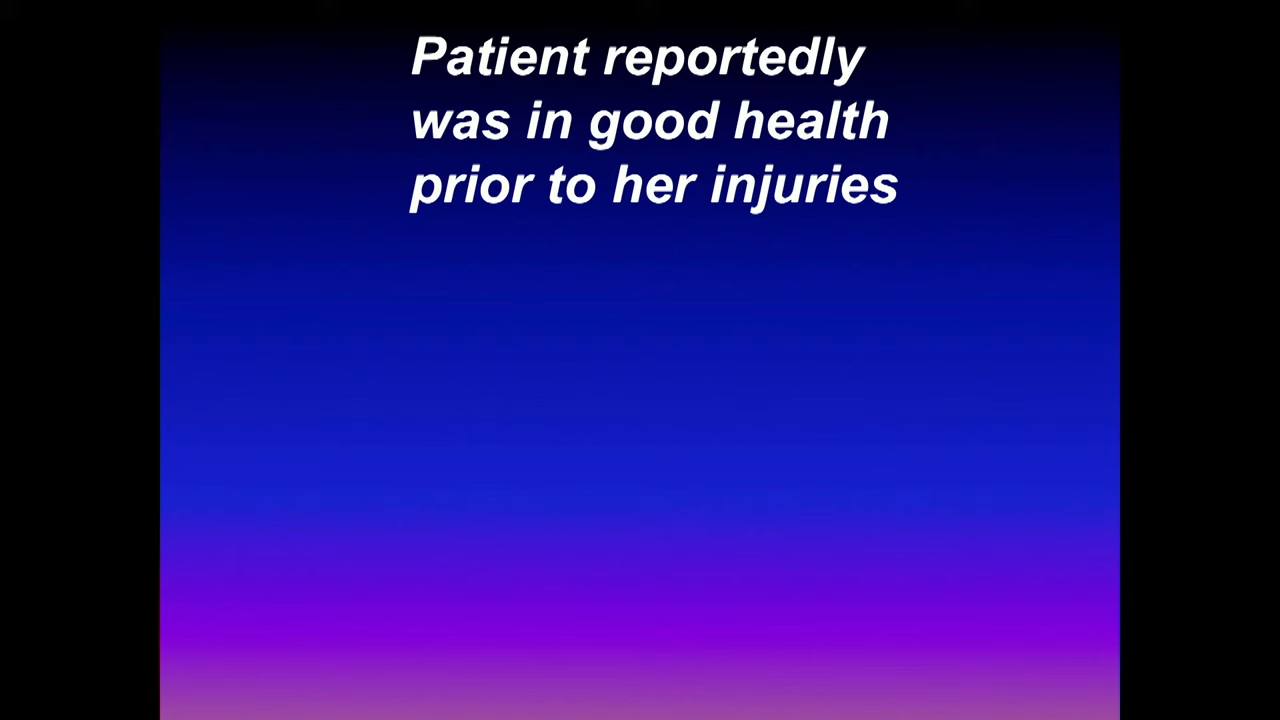 Patient reportedly
was in good health
prior to her injuries